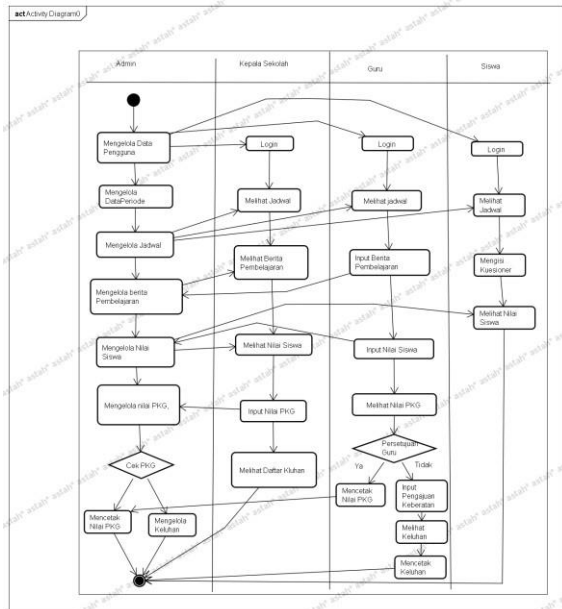 act Activity Diagram0
Admin
Kepala Sekolah
Guru
Siswa
Mengelola Data
Pengguna
Login
Login
Login
Mengelola
DataPeriode
Melihat Jadwal
Melihat jadwal
Melihat
Jadwal
Mengelola Jadwal
Melihat Berita
Pembelajaran
Input Berita
Pembelajaran
Mengisi
Kuesioner
Mengelola berita
Pembelajaran
Melihat Nilai
Siswa
Mengelola Nilai
Siswa
Melihat Nilai Siswa
Input Nilai Siswa
Mengelola nilai PKG,
Input Nilai PKG
Melihat Nilai PKG
Persetujuan
Guru
Cek PKG
Melihat Daftar Kluhan
Ya
Tidak
Mencetak
Nilai PKG
Input
Pengajuan
Keberatan
Mencetak
Nilai PKG
Mengelola
Keluhan
Melihat
Keluhan
Mencetak
Keluhan